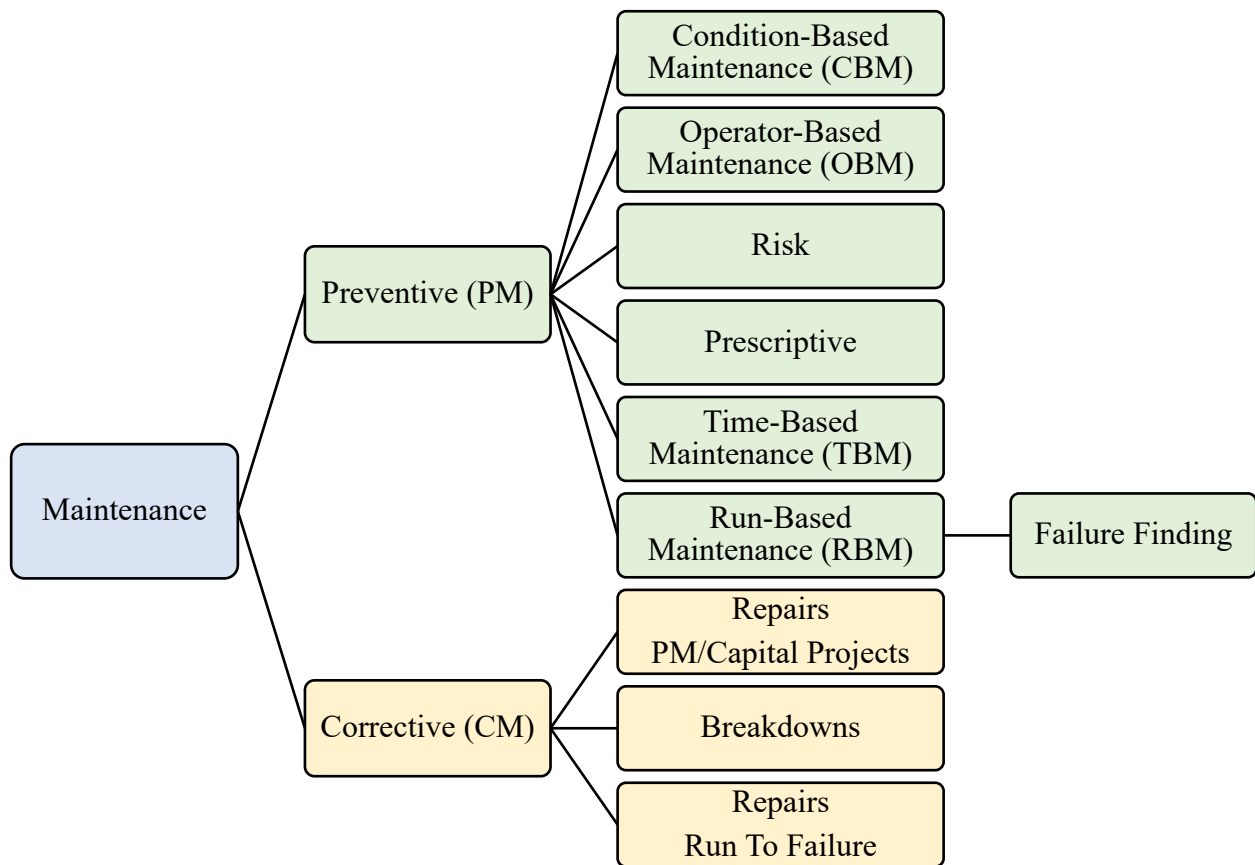 Condition-Based
Maintenance (CBM)
Operator-Based
Maintenance (OBM)
Risk
Preventive (PM)
Prescriptive
Time-Based
Maintenance (TBM)
Maintenance
Run-Based
Maintenance (RBM)
Failure Finding
Repairs
PM/Capital Projects
Corrective (CM)
Breakdowns
Repairs
Run To Failure